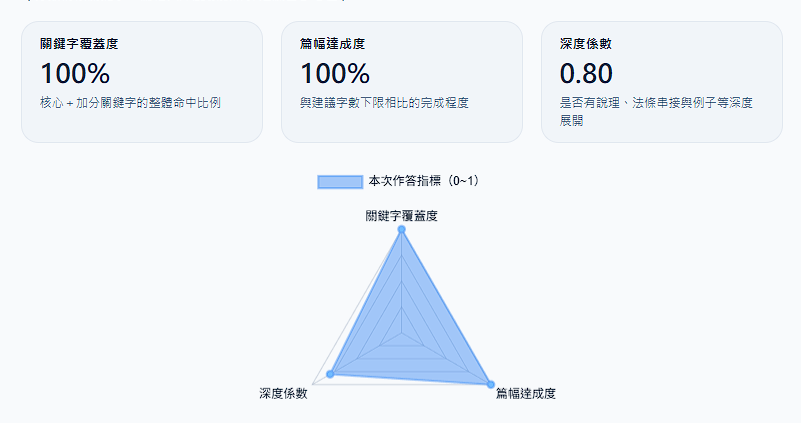 關鍵字覆蓋度
100%
核心 + 加分關鍵字的整體命中比例
篇幅達成度
100%
與建議字數下限相比的完成程度
深度係數
0.80
是否有說理、法條串接與例子等深度
展開
本次作答指標（0~1）
關鍵字覆蓋度
深度係數
篇幅達成度